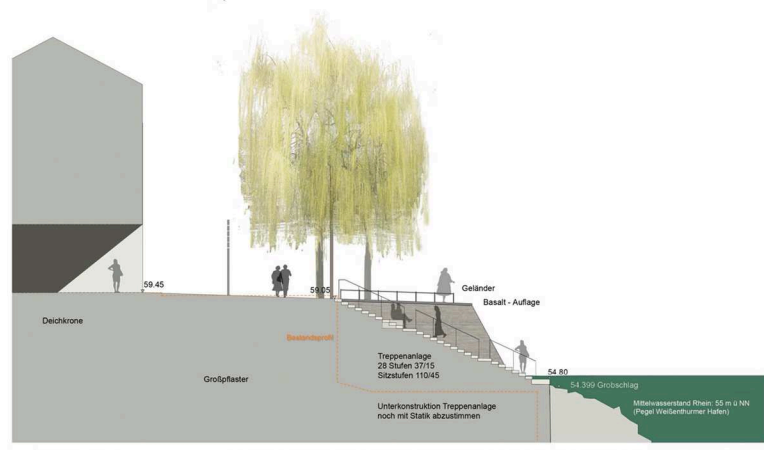 59.45
59.05
Geländer
Basalt - Auflage
Deichkrone
Bestandsprofil
Treppenanlage
28 Stufen 37/15
Sitzstufen 110/45
54.80
Großpflaster
54.399 Grobschlag
Unterkonstruktion Treppenanlage
noch mit Statik abzustimmen
Mittelwasserstand Rhein: 55 m ü NN
(Pegel Weißenthurmer Hafen)